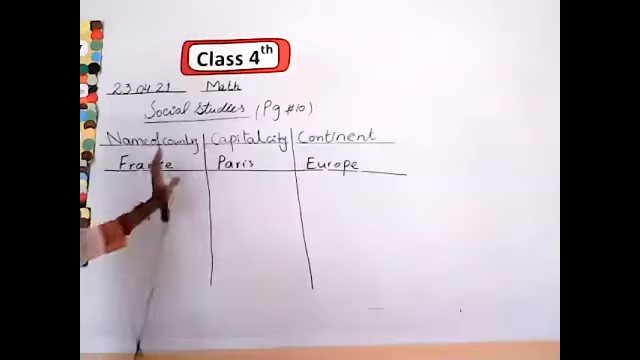 Class 4th
23.04.21 Math
Social Studies (Pg #10)
Name of country Capital city Continent
France Paris Europe